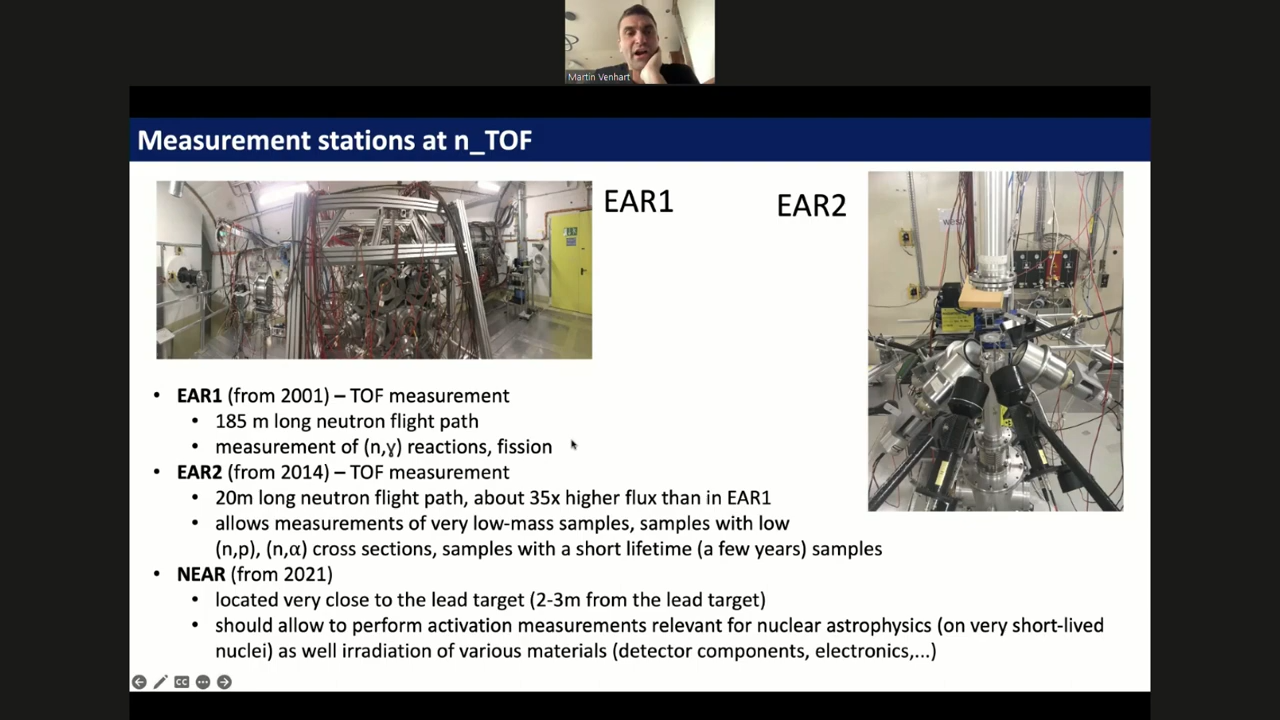 Martin Venhart
Measurement stations at n_TOF
EAR1
EAR2
• EAR1 (from 2001) – TOF measurement
• 185 m long neutron flight path
• measurement of (n,γ) reactions, fission
• EAR2 (from 2014) – TOF measurement
• 20m long neutron flight path, about 35x higher flux than in EAR1
• allows measurements of very low-mass samples, samples with low
(n,p), (n,α) cross sections, samples with a short lifetime (a few years) samples
• NEAR (from 2021)
• located very close to the lead target (2-3m from the lead target)
• should allow to perform activation measurements relevant for nuclear astrophysics (on very short-lived
nuclei) as well irradiation of various materials (detector components, electronics,...)
CC